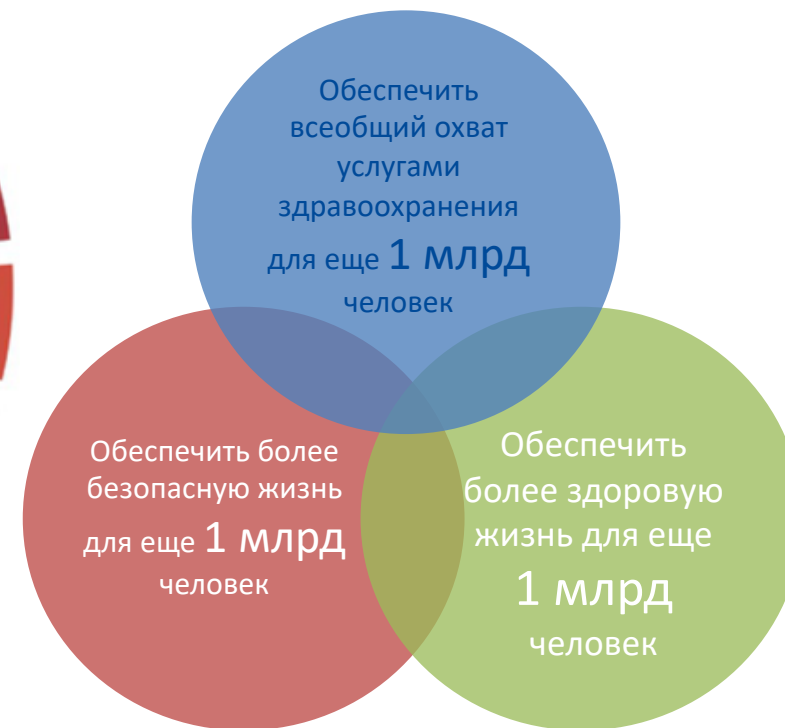 Обеспечить
всеобщий охват
услугами
здравоохранения
для еще 1 млрд
человек
Обеспечить более
безопасную жизнь
для еще 1 млрд
человек
Обеспечить
более здоровую
жизнь для еще
1 млрд
человек